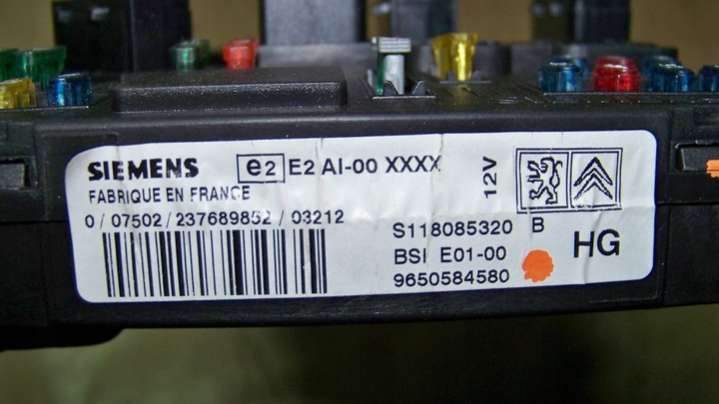 SIEMENS e2 E2 AI-00 XXXX 12V
FABRIQUE EN FRANCE
0/07502/237689852/03212
S118085320 B
BSI E01-00 HG
9650584580